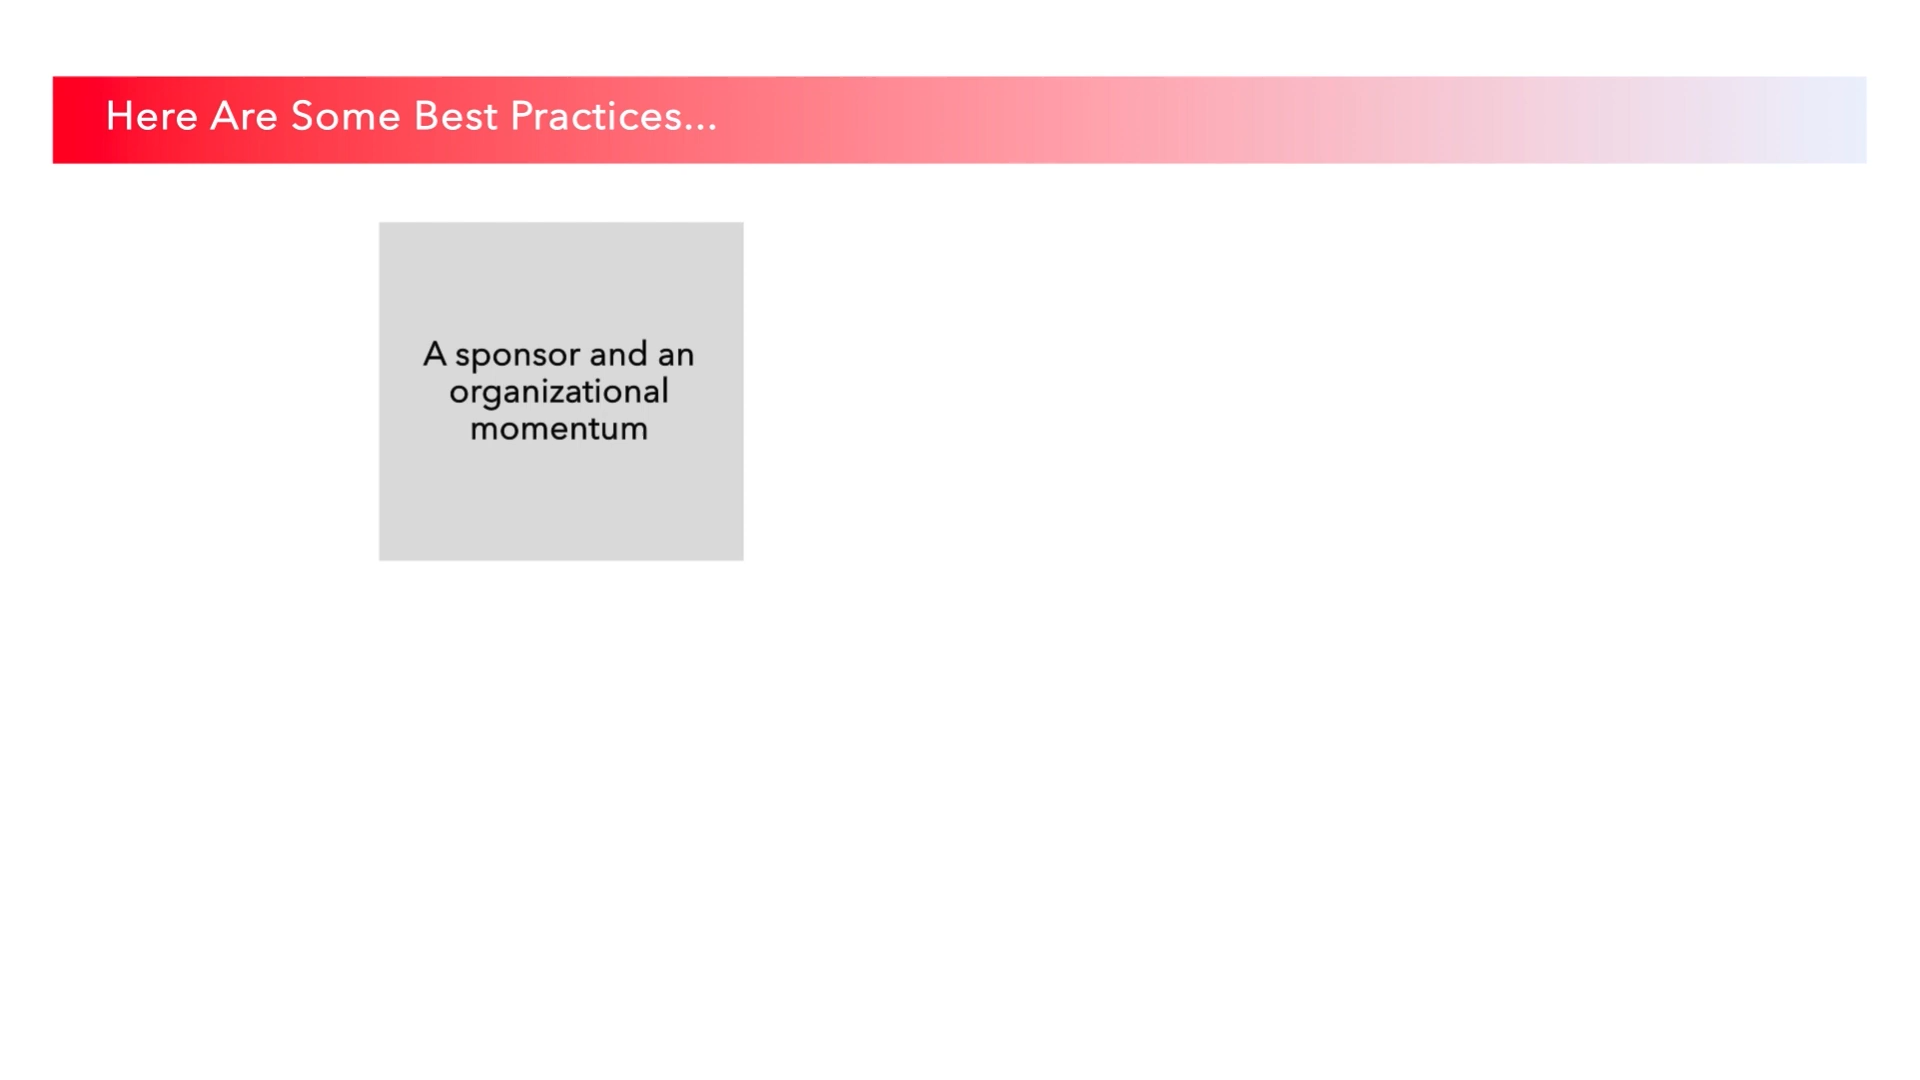 Here Are Some Best Practices...
A sponsor and an
organizational
momentum